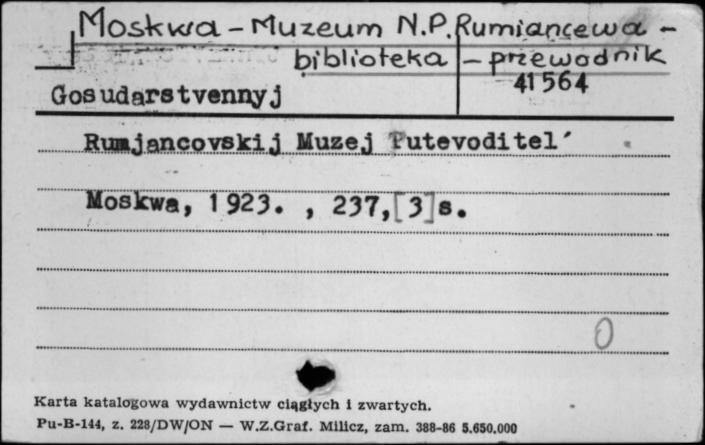 Moskwa – Muzeum N.P. Rumiancewa –
biblioteka – przewodnik
41564
Gosudarstvennyj
Rumjancovskij Muzej Putevoditel'
Moskwa, 1923. , 237,[3]s.
0
Karta katalogowa wydawnictw ciągłych i zwartych.
Pu-B-144, z. 228/DW/ON — W.Z.Graf. Milicz, zam. 388-86 5.650.000